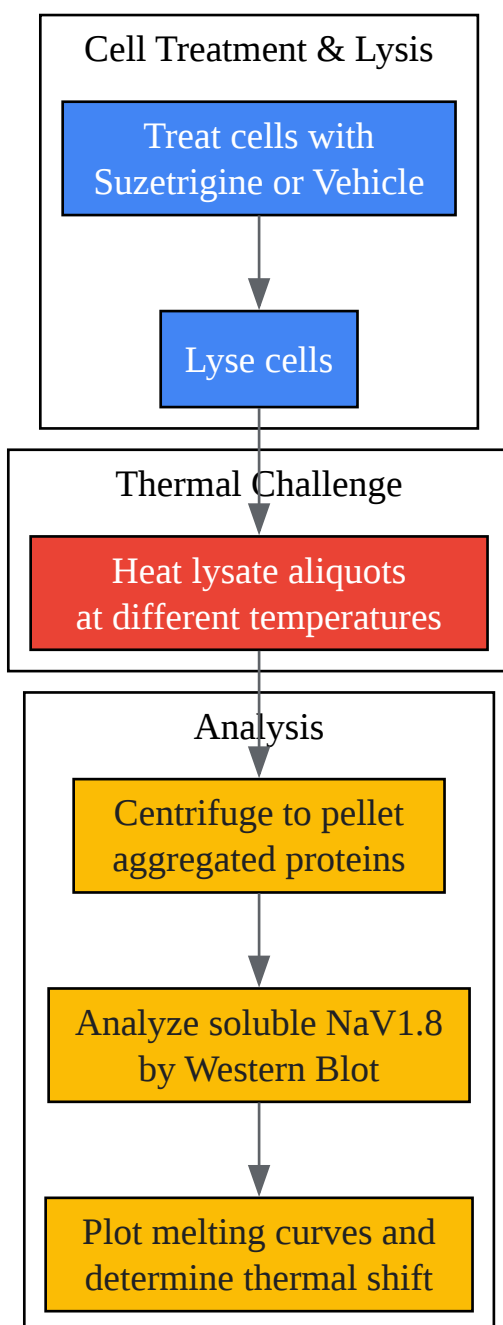 Cell Treatment & Lysis
Treat cells with
Suzetrigine or Vehicle
Lyse cells
Thermal Challenge
Heat lysate aliquots
at different temperatures
Analysis
Centrifuge to pellet
aggregated proteins
Analyze soluble NaV1.8
by Western Blot
Plot melting curves and
determine thermal shift